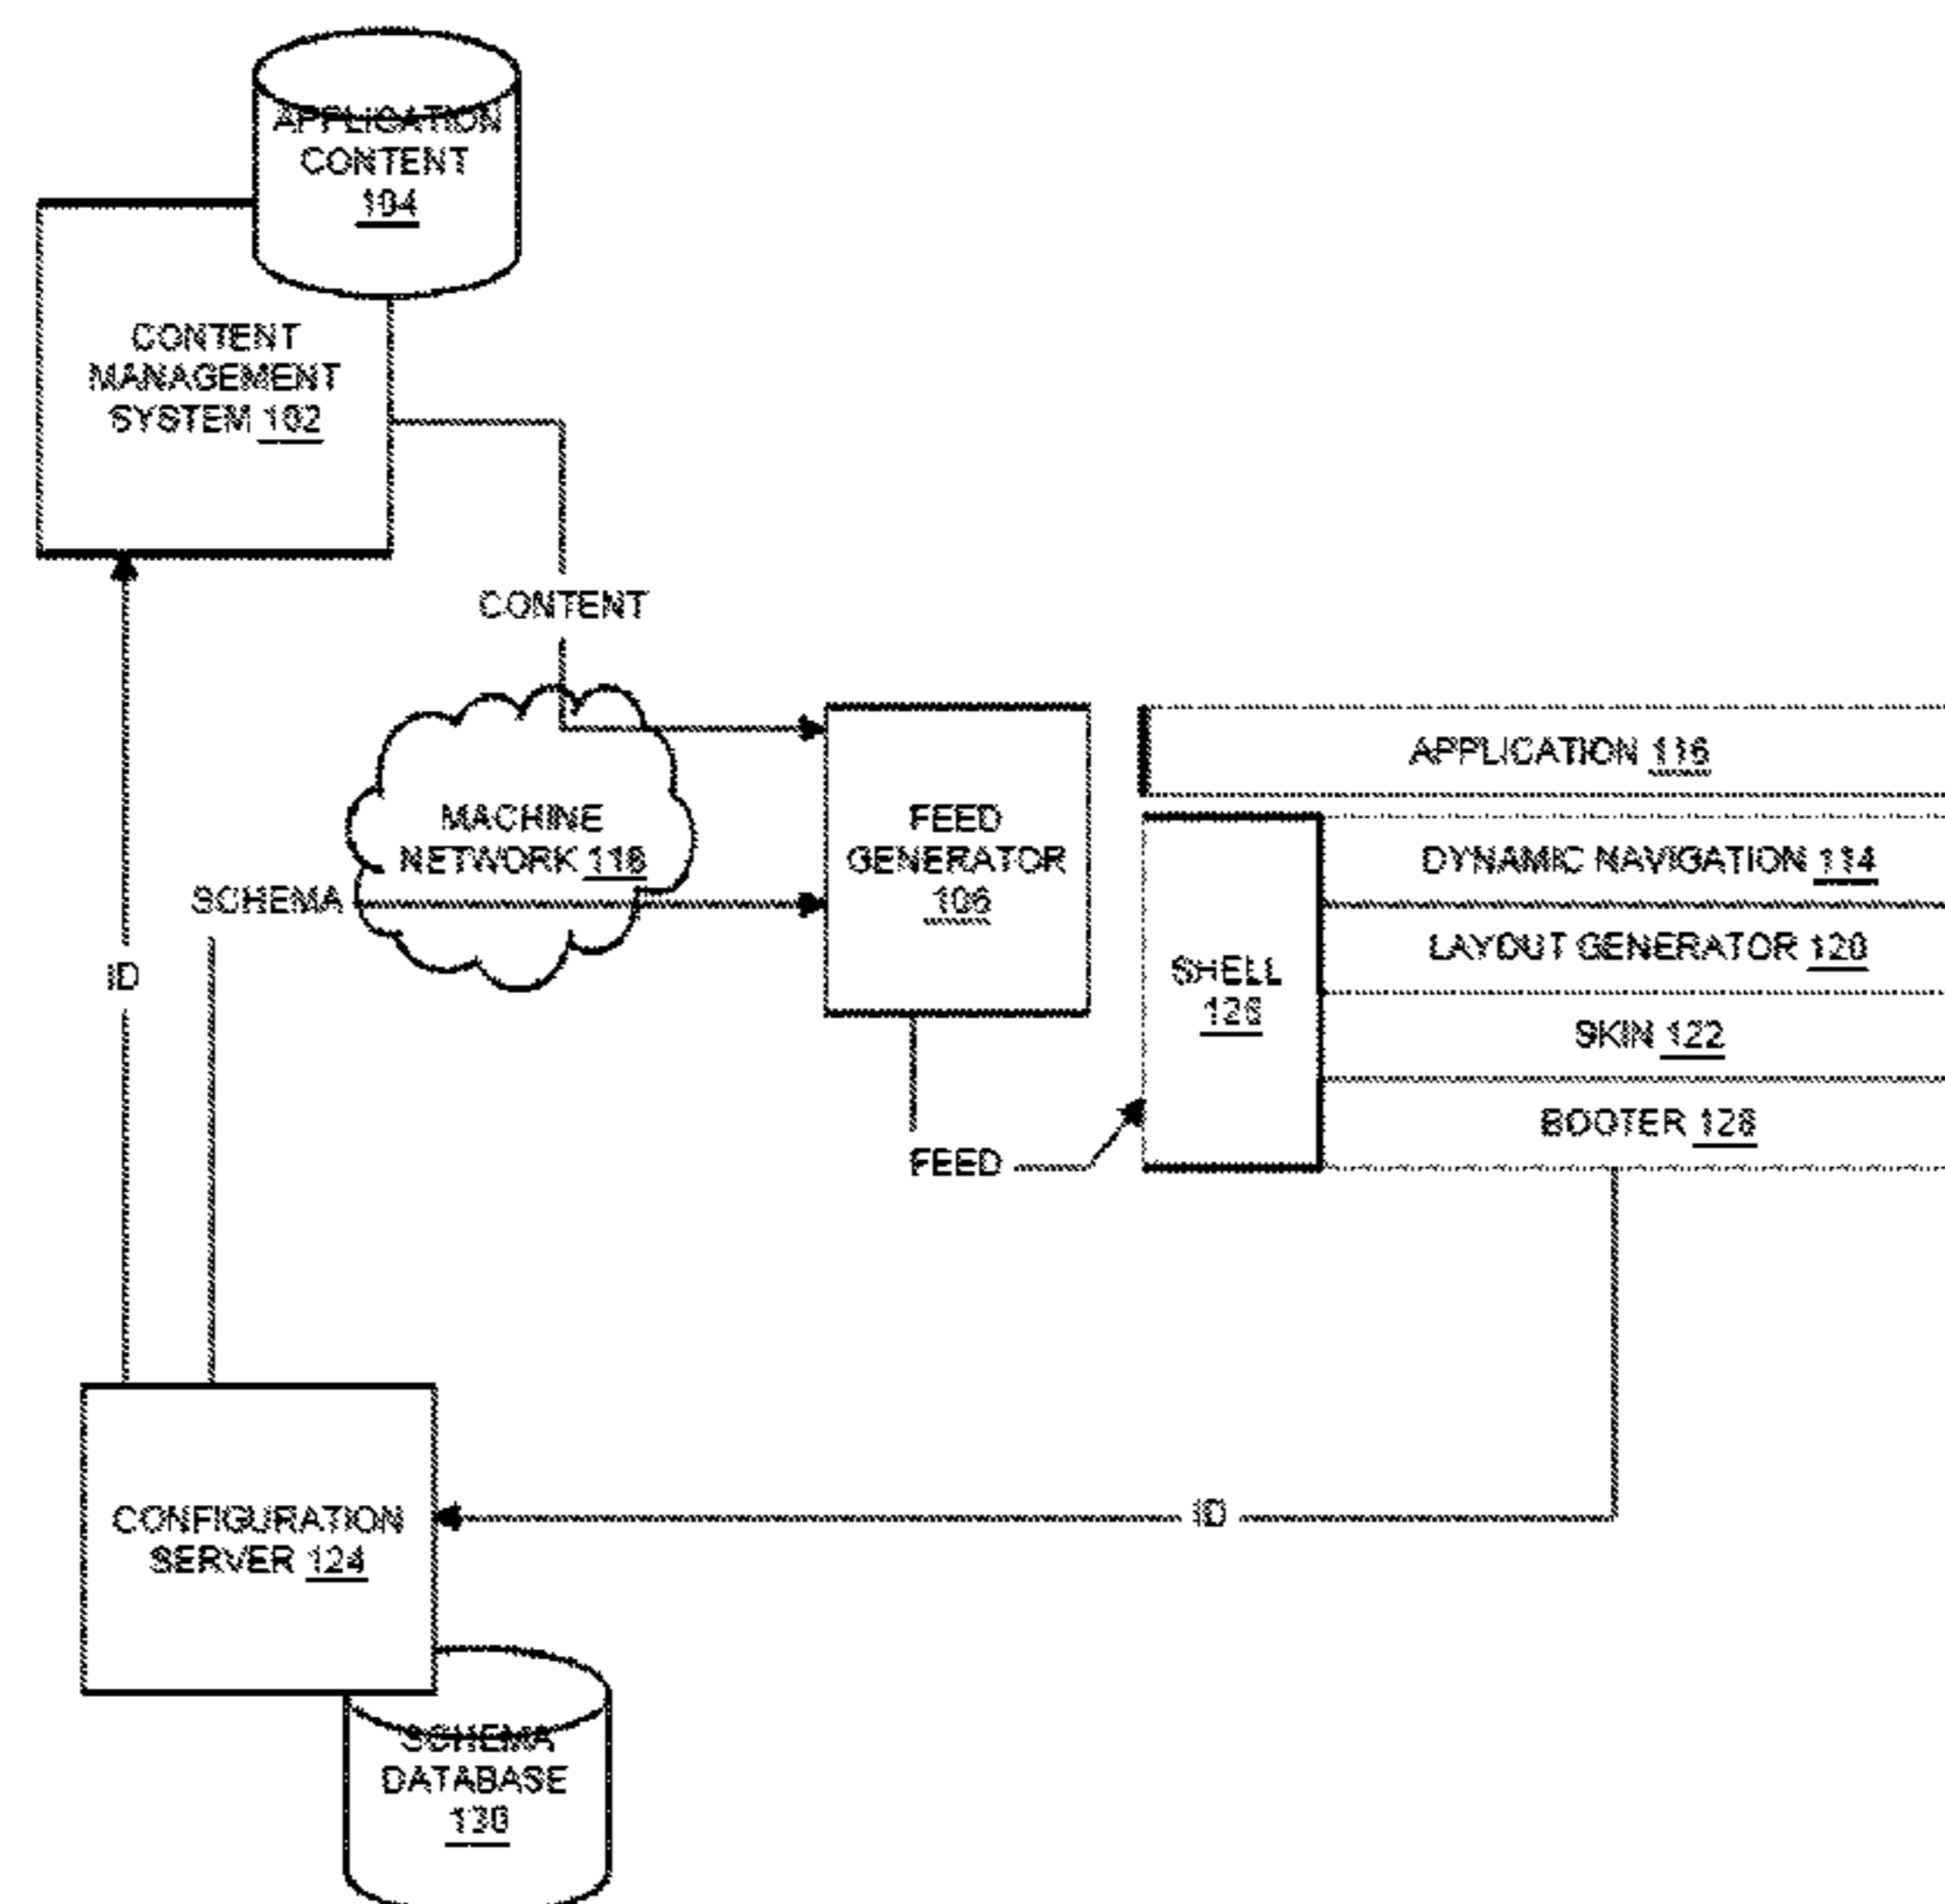 APPLICATION
CONTENT
104
CONTENT
MANAGEMENT
SYSTEM 102
CONTENT
MACHINE
NETWORK 118
SCHEMA
ID
FEED
GENERATOR
106
FEED
APPLICATION 116
SHELL
126
DYNAMIC NAVIGATION 114
LAYOUT GENERATOR 120
SKIN 122
BOOTER 128
ID
CONFIGURATION
SERVER 124
SCHEMA
DATABASE
130